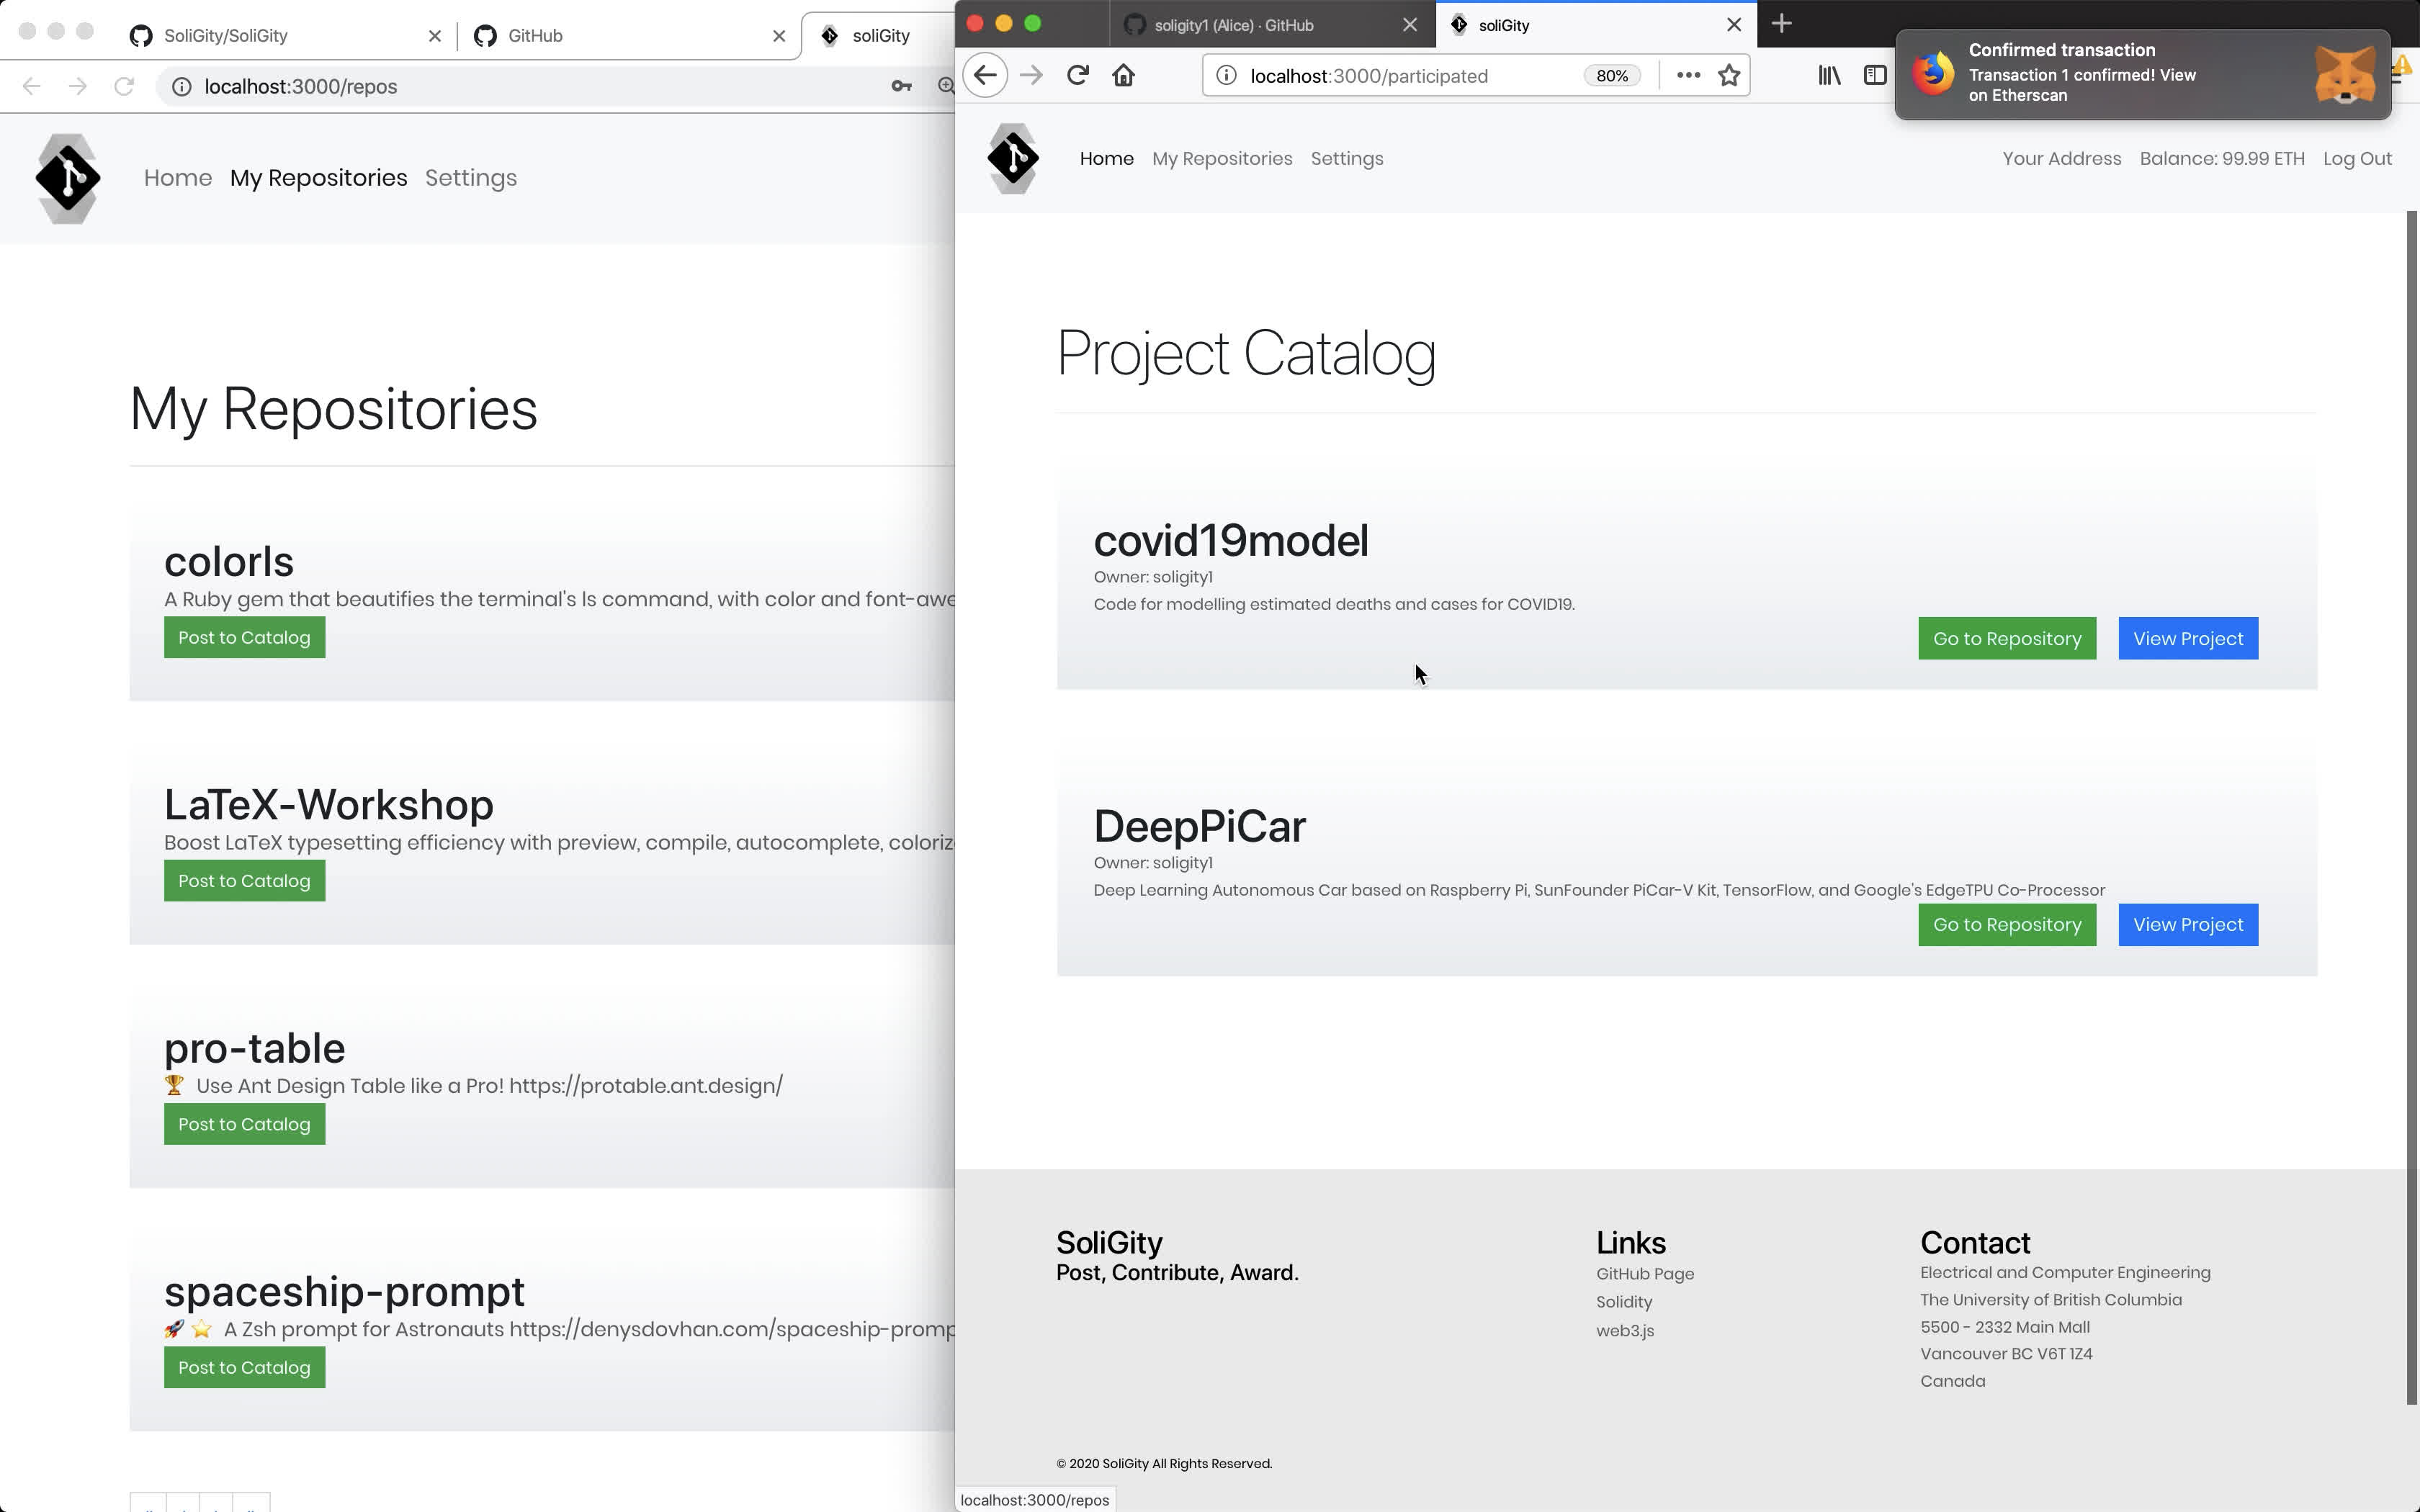 SoliGity/SoliGity
GitHub
soliGity
localhost:3000/repos
Home My Repositories Settings
My Repositories
colorls
A Ruby gem that beautifies the terminal's ls command, with color and font-awe
Post to Catalog
LaTeX-Workshop
Boost LaTeX typesetting efficiency with preview, compile, autocomplete, coloriz
Post to Catalog
pro-table
🏆 Use Ant Design Table like a Pro! https://protable.ant.design/
Post to Catalog
spaceship-prompt
🚀 ⭐ A Zsh prompt for Astronauts https://denysdovhan.com/spaceship-promp
Post to Catalog
soligity1 (Alice) · GitHub
soliGity
localhost:3000/participated 80%
Confirmed transaction
Transaction 1 confirmed! View
on Etherscan
Home My Repositories Settings Your Address Balance: 99.99 ETH Log Out
Project Catalog
covid19model
Owner: soligity1
Code for modelling estimated deaths and cases for COVID19.
Go to Repository View Project
DeepPiCar
Owner: soligity1
Deep Learning Autonomous Car based on Raspberry Pi, SunFounder PiCar-V Kit, TensorFlow, and Google's EdgeTPU Co-Processor
Go to Repository View Project
SoliGity
Post, Contribute, Award.
Links
GitHub Page
Solidity
web3.js
Contact
Electrical and Computer Engineering
The University of British Columbia
5500 - 2332 Main Mall
Vancouver BC V6T 1Z4
Canada
© 2020 SoliGity All Rights Reserved.
localhost:3000/repos